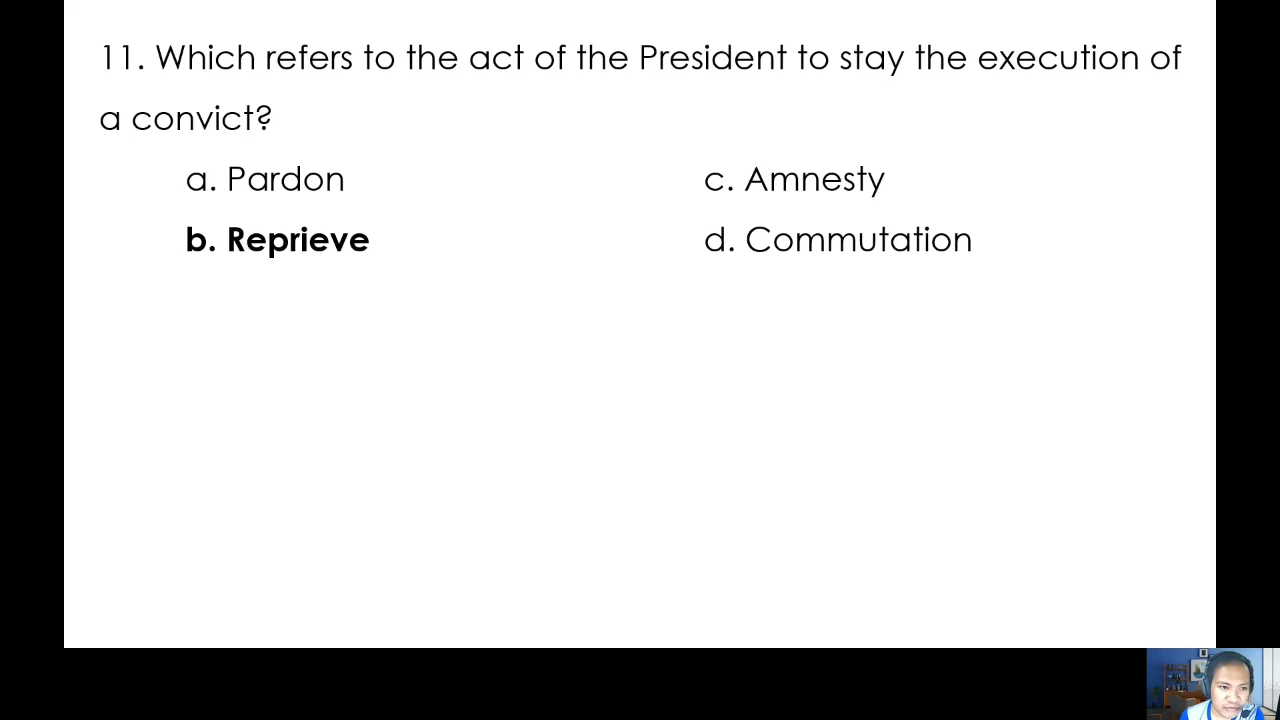 11. Which refers to the act of the President to stay the execution of
a convict?
a. Pardon
c. Amnesty
b. Reprieve
d. Commutation